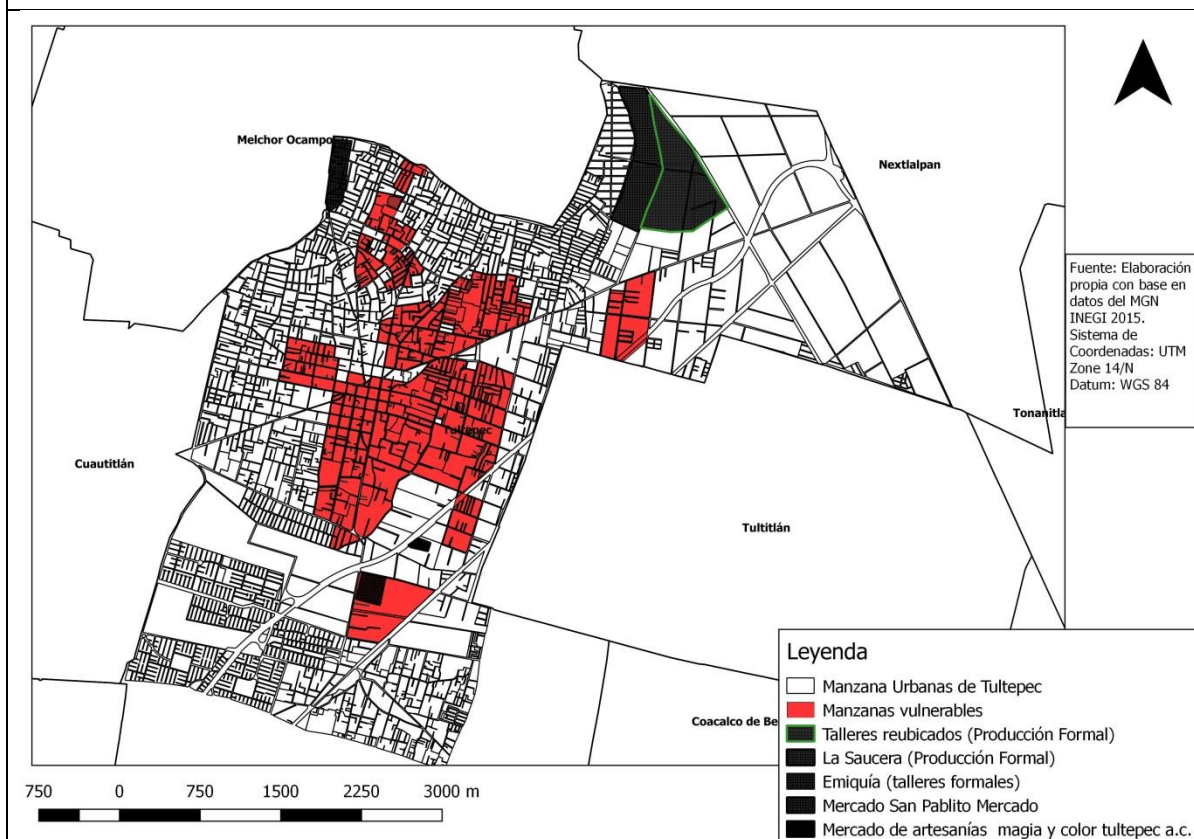 Melchor Ocampo
Nextlalpan
Fuente: Elaboración
propia con base en
datos del MGN
INEGI 2015.
Sistema de
Coordenadas: UTM
Zone 14/N
Datum: WGS 84
Tonanitla
Tultepec
Cuautitlán
Tultitlán
Coacalco de Be
Leyenda
Manzana Urbanas de Tultepec
Manzanas vulnerables
Talleres reubicados (Producción Formal)
La Saucera (Producción Formal)
Emiquía (talleres formales)
Mercado San Pablito Mercado
Mercado de artesanías magia y color tultepec a.c.
750 0 750 1500 2250 3000 m